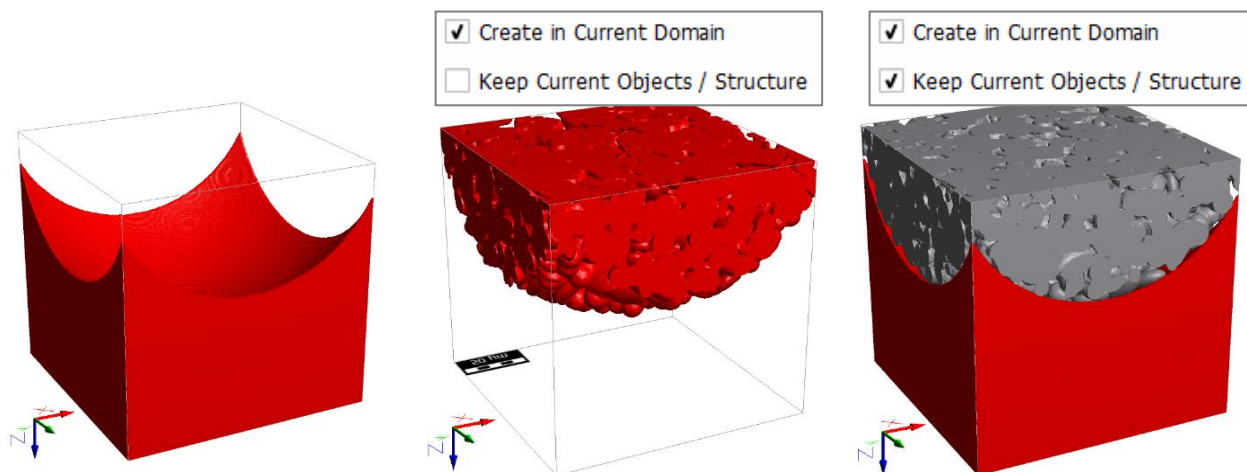 Create in Current Domain
Keep Current Objects / Structure
Create in Current Domain
Keep Current Objects / Structure
20 µm
X
Y
Z
X
Y
Z
X
Y
Z